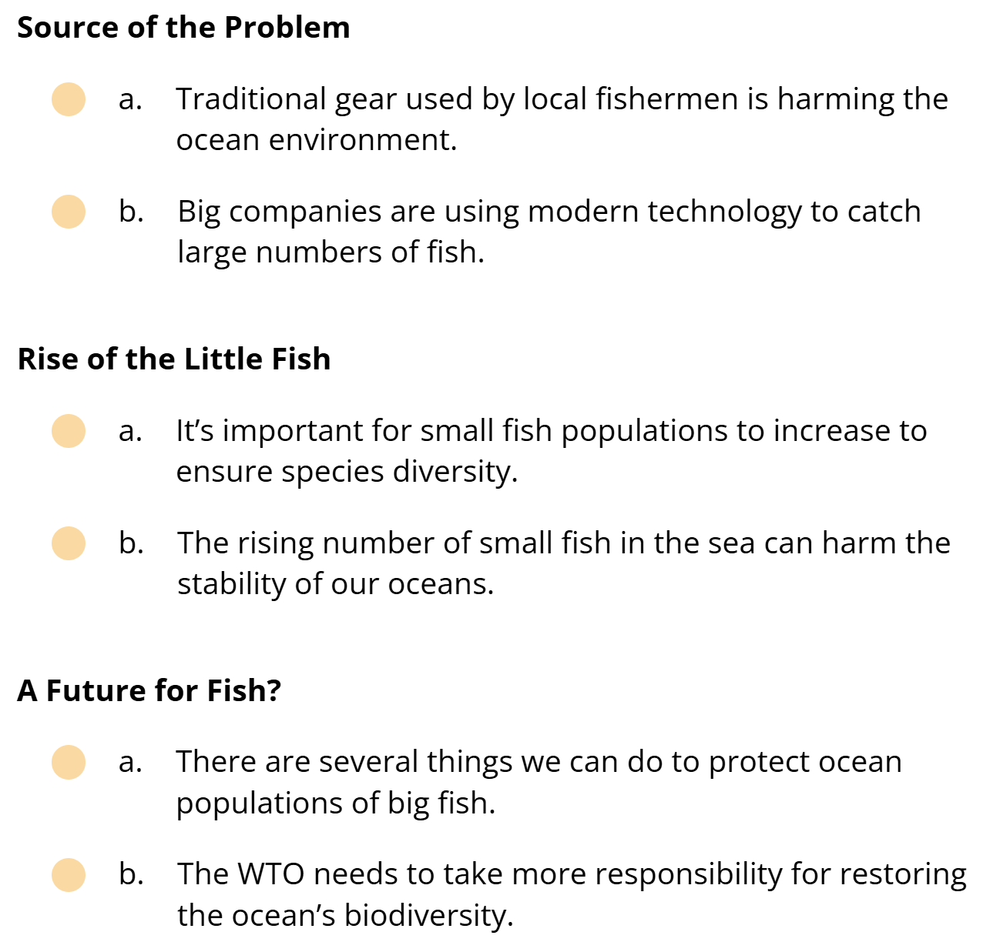 Source of the Problem
a. Traditional gear used by local fishermen is harming the
ocean environment.
b. Big companies are using modern technology to catch
large numbers of fish.
Rise of the Little Fish
a. It’s important for small fish populations to increase to
ensure species diversity.
b. The rising number of small fish in the sea can harm the
stability of our oceans.
A Future for Fish?
a. There are several things we can do to protect ocean
populations of big fish.
b. The WTO needs to take more responsibility for restoring
the ocean’s biodiversity.